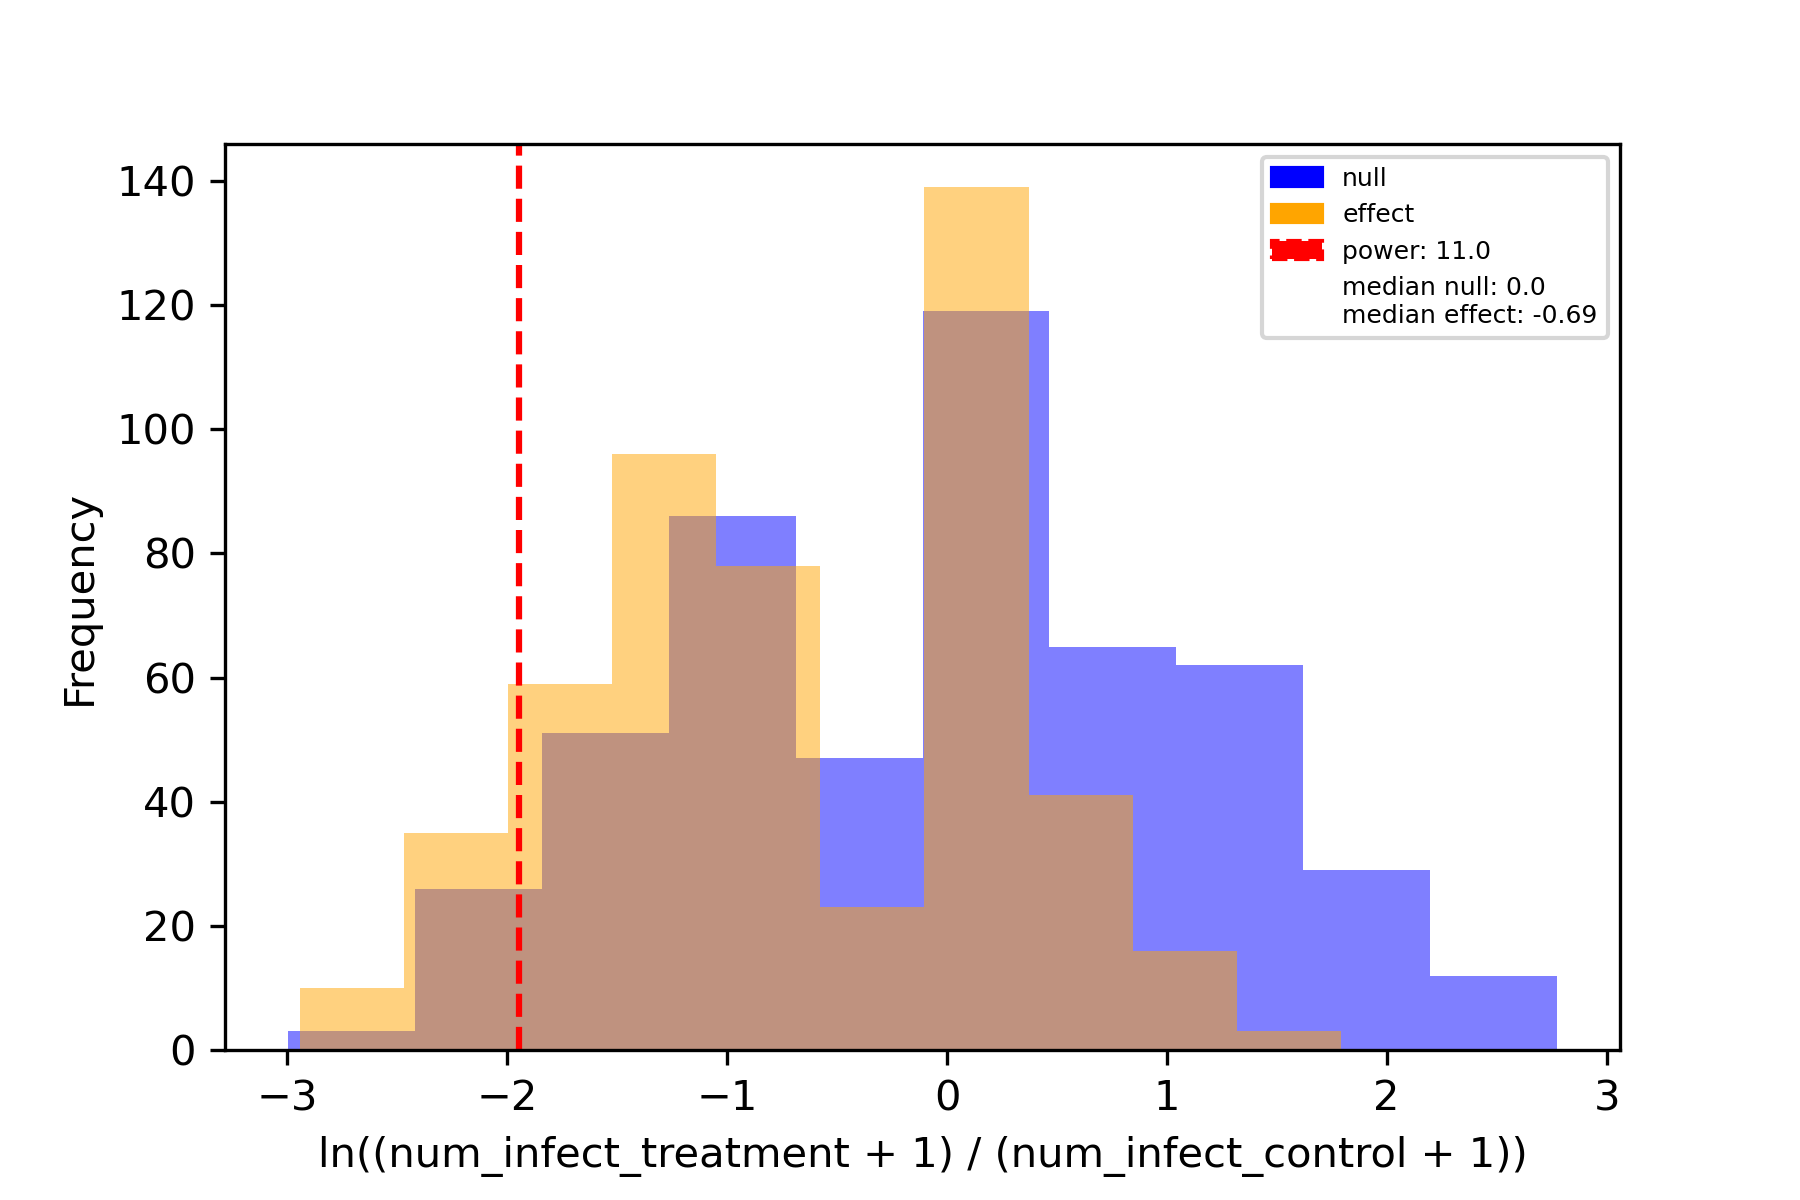 null
effect
power: 11.0
median null: 0.0
median effect: -0.69
140
120
100
80
60
40
20
0
Frequency
−3 −2 −1 0 1 2 3
ln((num_infect_treatment + 1) / (num_infect_control + 1))